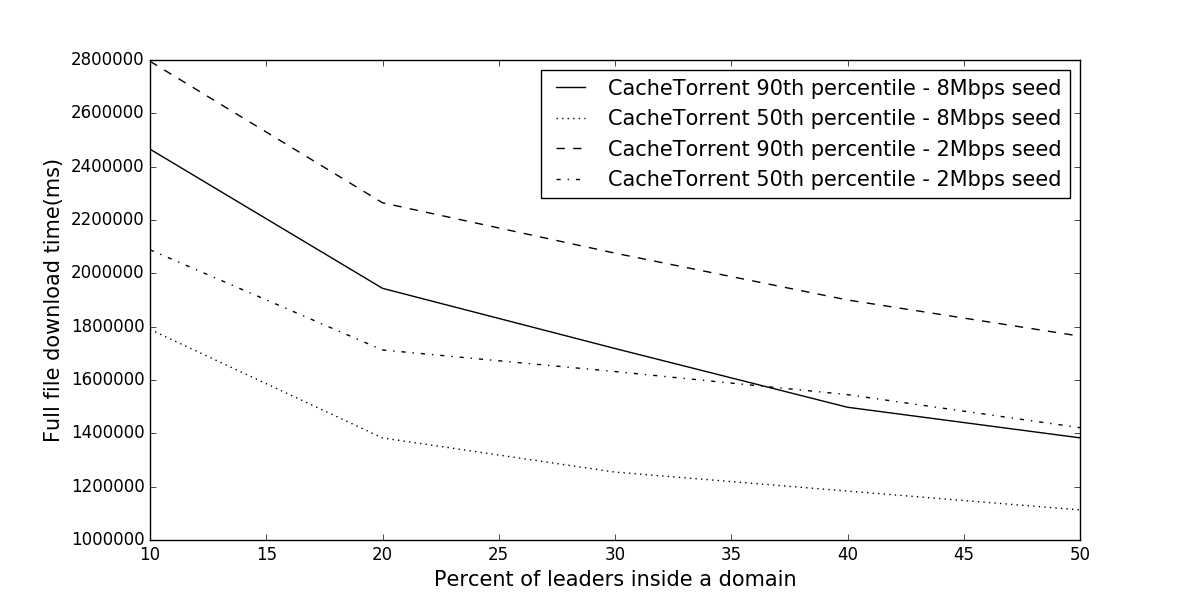 2800000
2600000
2400000
2200000
2000000
1800000
1600000
1400000
1200000
1000000
Full file download time(ms)
CacheTorrent 90th percentile - 8Mbps seed
CacheTorrent 50th percentile - 8Mbps seed
CacheTorrent 90th percentile - 2Mbps seed
CacheTorrent 50th percentile - 2Mbps seed
10 15 20 25 30 35 40 45 50
Percent of leaders inside a domain